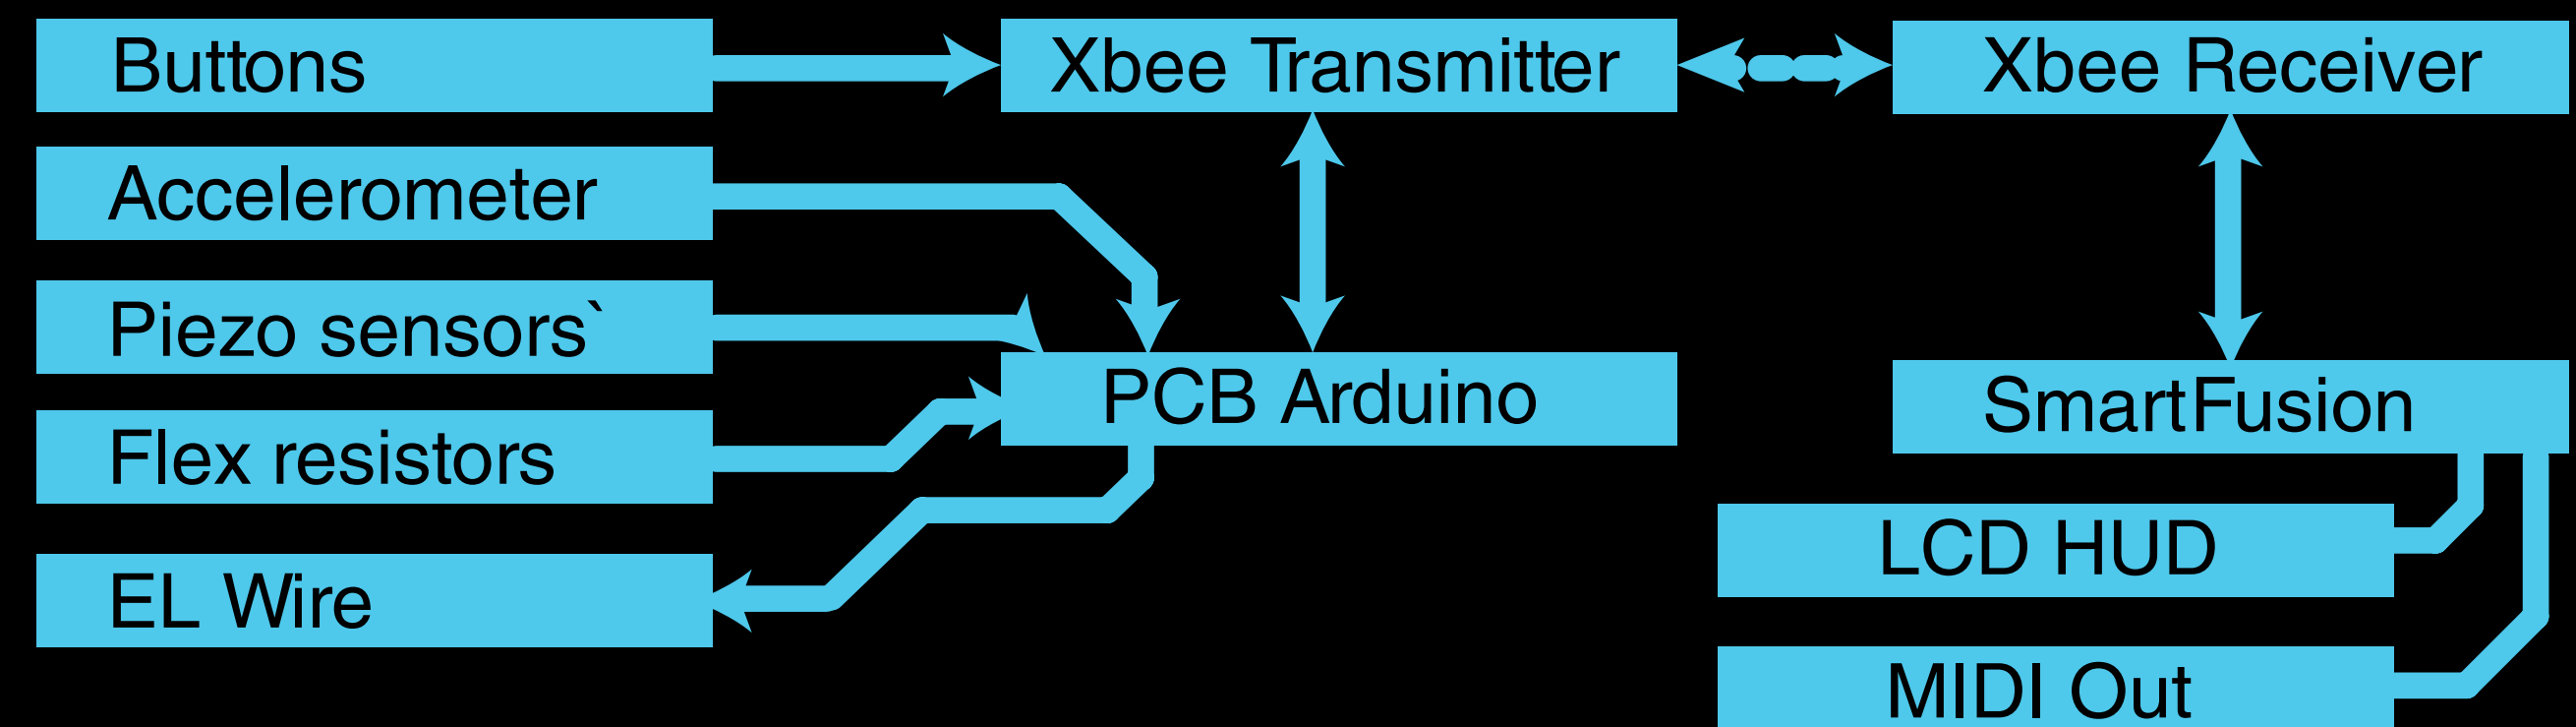 Buttons
Xbee Transmitter
Xbee Receiver
Accelerometer
Piezo sensors`
Flex resistors
EL Wire
PCB Arduino
SmartFusion
LCD HUD
MIDI Out